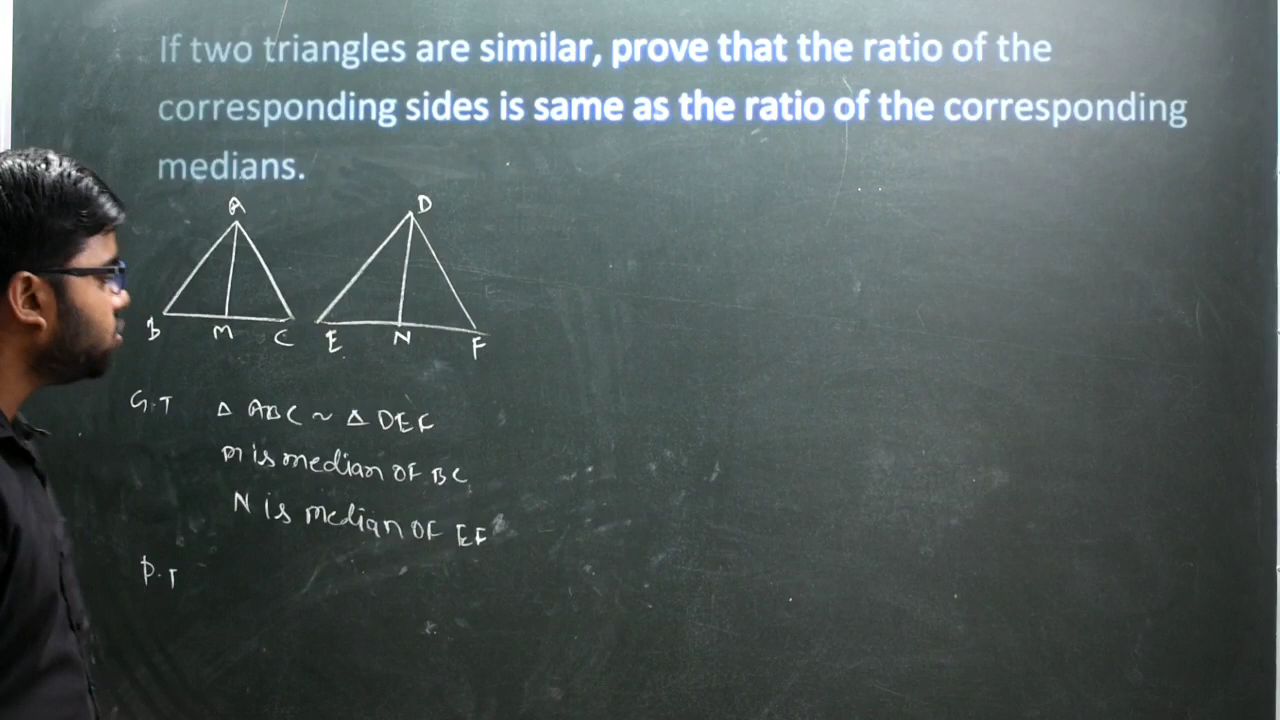 If two triangles are similar, prove that the ratio of the
corresponding sides is same as the ratio of the corresponding
medians.
A D
B M C E N F
G.T △ ABC ~ △ DEF
M is median OF BC
N is median OF EF
P.T